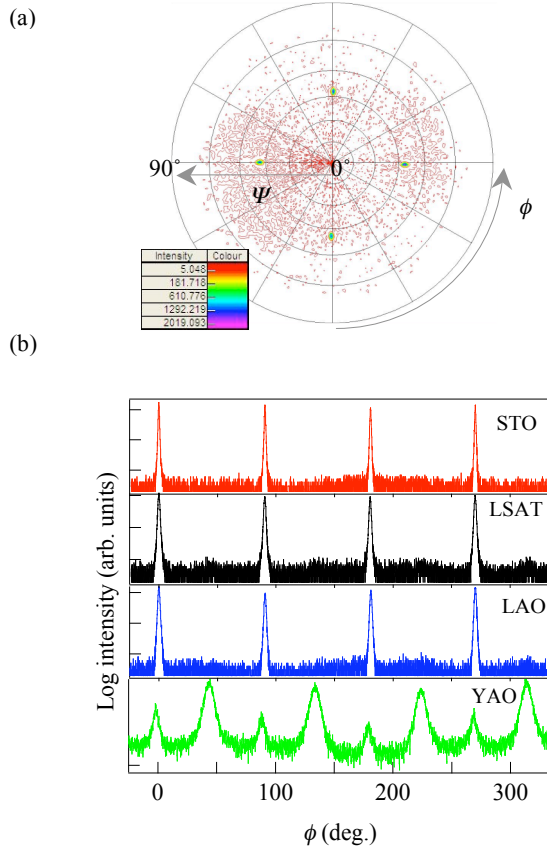 (a)
90°
0°
Ψ
ϕ
Intensity Colour
5.048
181.718
610.776
1292.219
2019.093
(b)
STO
LSAT
LAO
YAO
Log intensity (arb. units)
0 100 200 300
ϕ (deg.)